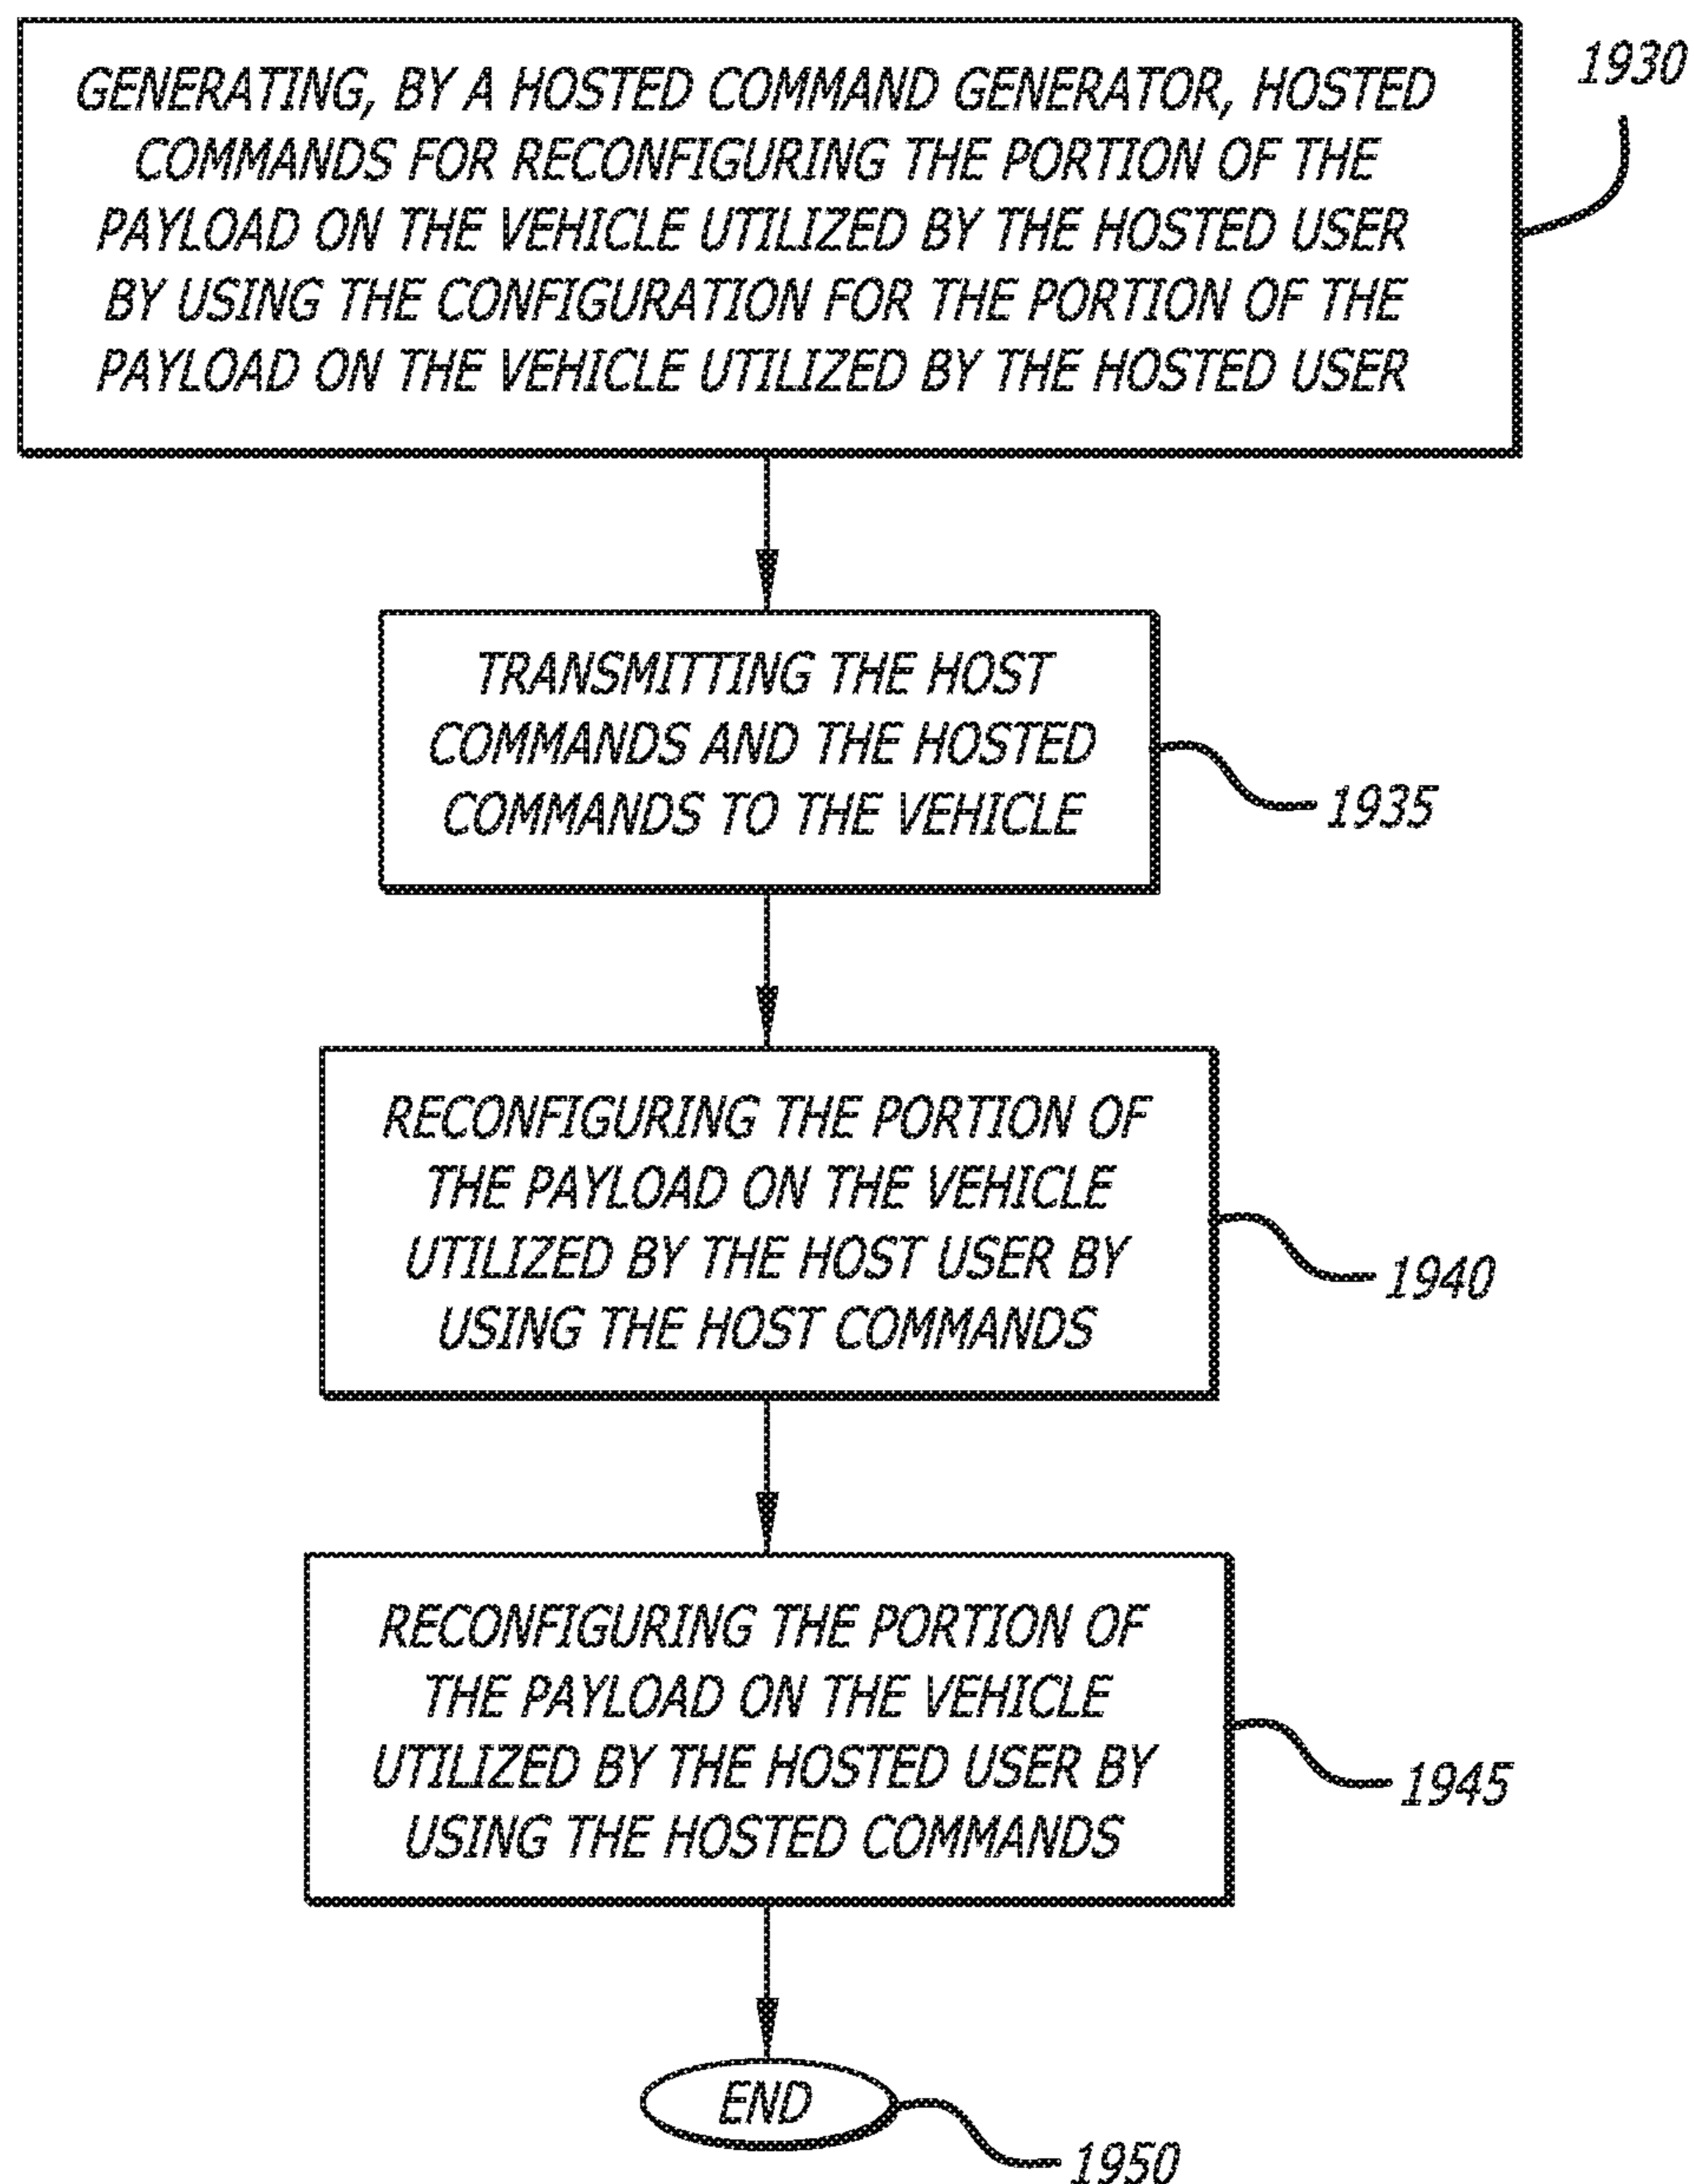 GENERATING, BY A HOSTED COMMAND GENERATOR, HOSTED
COMMANDS FOR RECONFIGURING THE PORTION OF THE
PAYLOAD ON THE VEHICLE UTILIZED BY THE HOSTED USER
BY USING THE CONFIGURATION FOR THE PORTION OF THE
PAYLOAD ON THE VEHICLE UTILIZED BY THE HOSTED USER
1930
TRANSMITTING THE HOST
COMMANDS AND THE HOSTED
COMMANDS TO THE VEHICLE
1935
RECONFIGURING THE PORTION OF
THE PAYLOAD ON THE VEHICLE
UTILIZED BY THE HOST USER BY
USING THE HOST COMMANDS
1940
RECONFIGURING THE PORTION OF
THE PAYLOAD ON THE VEHICLE
UTILIZED BY THE HOSTED USER BY
USING THE HOSTED COMMANDS
1945
END
1950